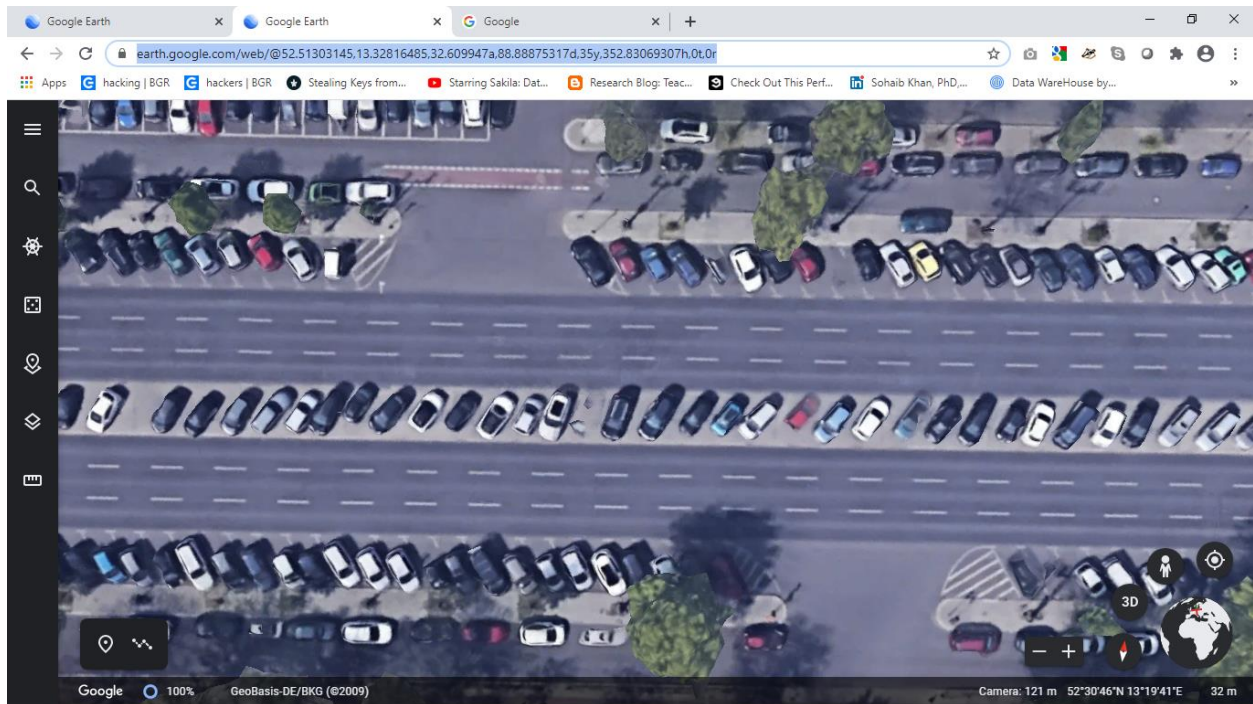 Google Earth
Google Earth
Google
earth.google.com/web/@52.51303145,13.32816485,32.609947a,88.88875317d,35y,352.83069307h,0t,0r
Apps hacking | BGR hackers | BGR Stealing Keys from... Starring Sakila: Dat... Research Blog: Teac... Check Out This Perf... Sohaib Khan, PhD,... Data WareHouse by... »
3D
Google 100% GeoBasis-DE/BKG (©2009) Camera: 121 m 52°30'46"N 13°19'41"E 32 m